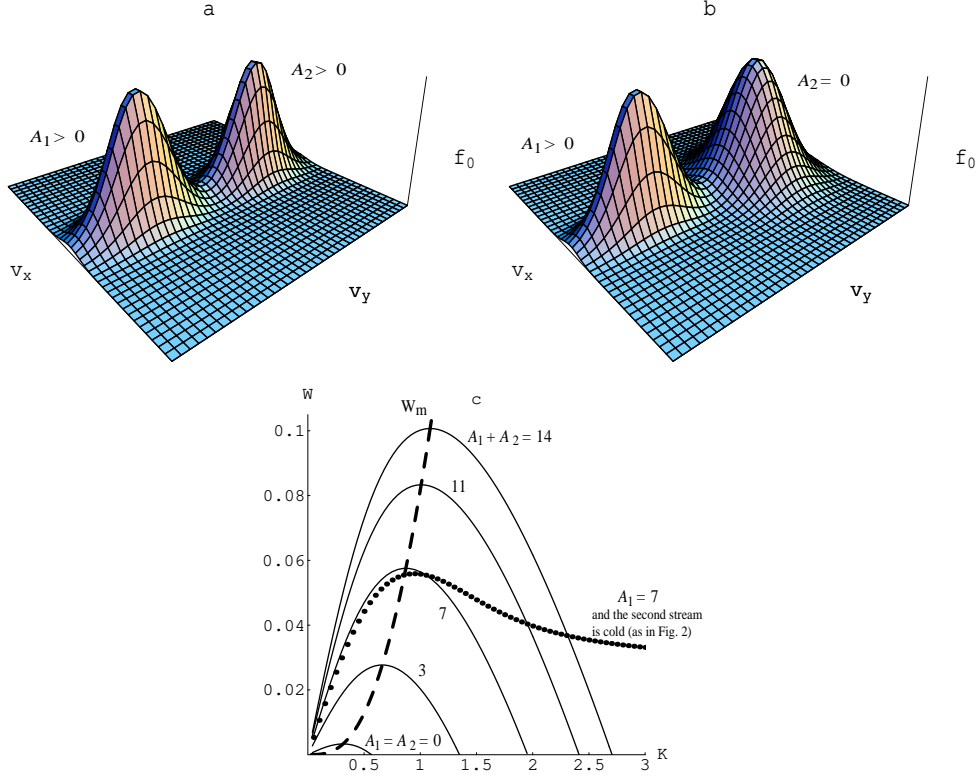 a
b
A₂ > 0
A₁ > 0
f₀
vₓ
v_y
A₂ = 0
A₁ > 0
f₀
vₓ
v_y
W
c
W_m
A₁ + A₂ = 14
11
7
3
A₁ = A₂ = 0
A₁ = 7
and the second stream
is cold (as in Fig. 2)
0.1
0.08
0.06
0.04
0.02
0.5
1
1.5
2
2.5
3
K